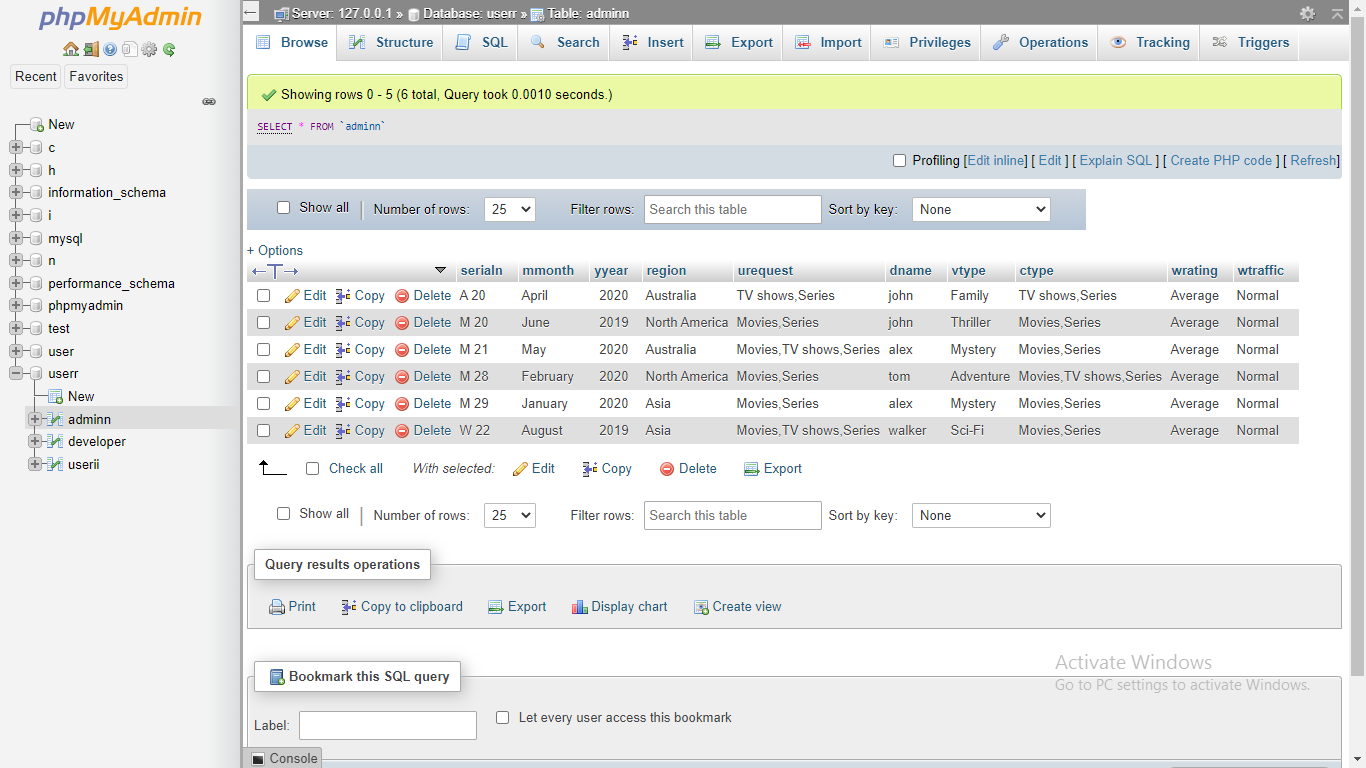 phpMyAdmin
Recent Favorites
New
c
h
information_schema
i
mysql
n
performance_schema
phpmyadmin
test
user
userr
New
adminn
developer
userii
Server: 127.0.0.1 » Database: userr » Table: adminn
Browse Structure SQL Search Insert Export Import Privileges Operations Tracking Triggers
Showing rows 0 - 5 (6 total, Query took 0.0010 seconds.)
SELECT * FROM `adminn`
Profiling [Edit inline] [ Edit ] [ Explain SQL ] [ Create PHP code ] [ Refresh]
Show all | Number of rows: 25 Filter rows: Search this table Sort by key: None
+ Options
serialn mmonth yyear region urequest dname vtype ctype wrating wtraffic
Edit Copy Delete A 20 April 2020 Australia TV shows,Series john Family TV shows,Series Average Normal
Edit Copy Delete M 20 June 2019 North America Movies,Series john Thriller Movies,Series Average Normal
Edit Copy Delete M 21 May 2020 Australia Movies,TV shows,Series alex Mystery Movies,Series Average Normal
Edit Copy Delete M 28 February 2020 North America Movies,Series tom Adventure Movies,TV shows,Series Average Normal
Edit Copy Delete M 29 January 2020 Asia Movies,Series alex Mystery Movies,Series Average Normal
Edit Copy Delete W 22 August 2019 Asia Movies,TV shows,Series walker Sci-Fi Movies,Series Average Normal
Check all With selected: Edit Copy Delete Export
Show all | Number of rows: 25 Filter rows: Search this table Sort by key: None
Query results operations
Print Copy to clipboard Export Display chart Create view
Bookmark this SQL query
Label: Let every user access this bookmark
Console
Activate Windows
Go to PC settings to activate Windows.